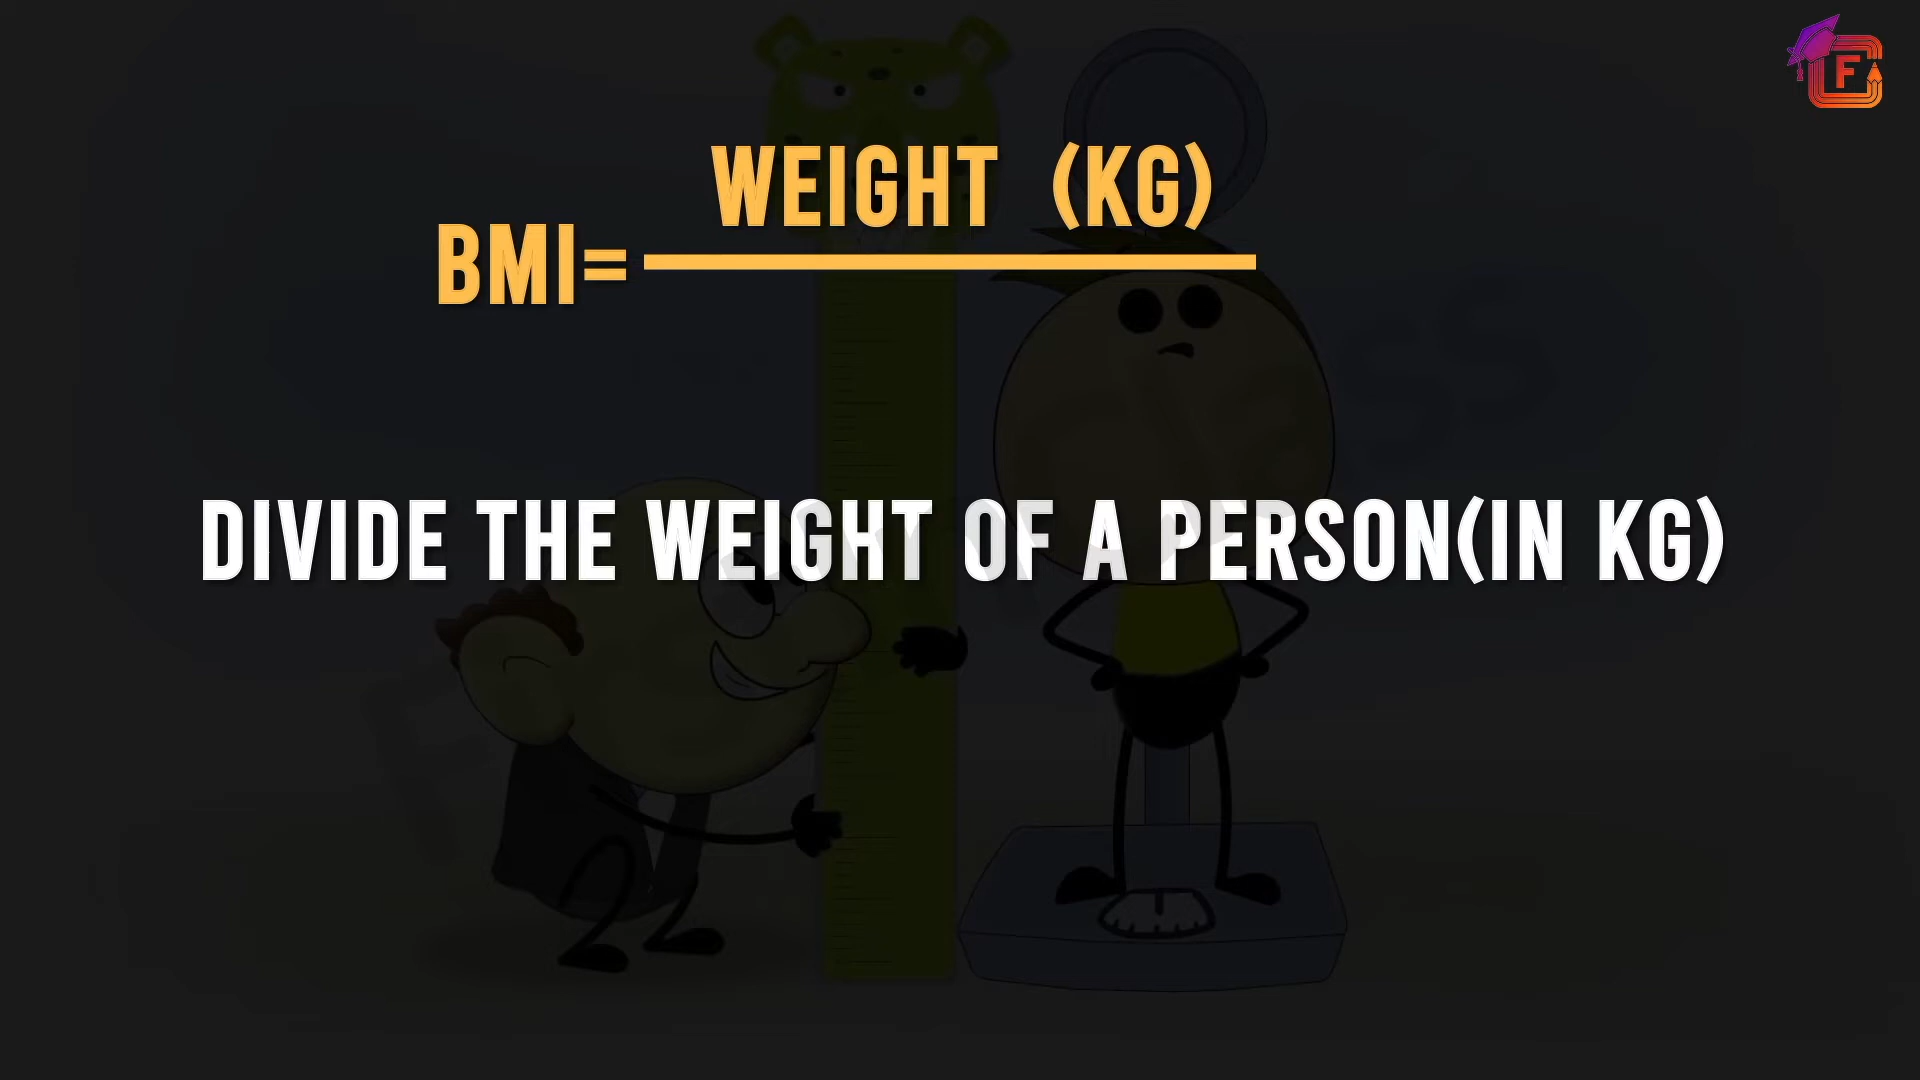 F
WEIGHT (KG)
BMI=
DIVIDE THE WEIGHT OF A PERSON(IN KG)